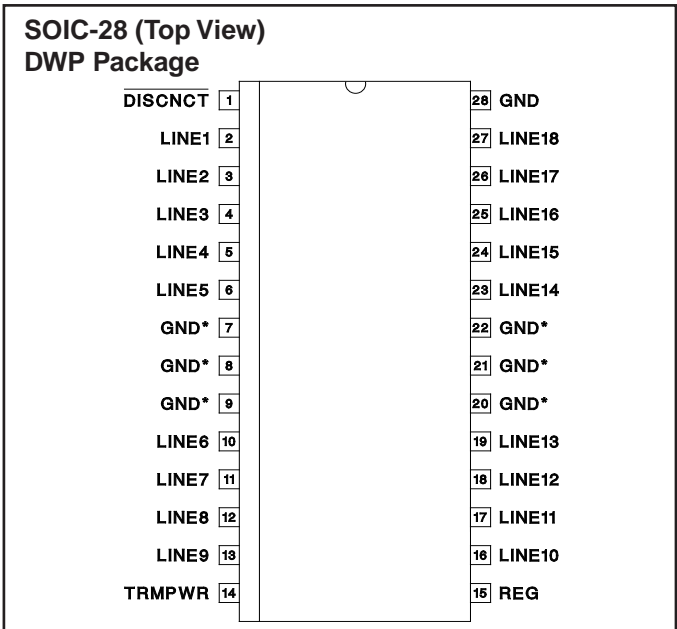 SOIC-28 (Top View)
DWP Package
DISCNCT 1
LINE1 2
LINE2 3
LINE3 4
LINE4 5
LINE5 6
GND* 7
GND* 8
GND* 9
LINE6 10
LINE7 11
LINE8 12
LINE9 13
TRMPWR 14
28 GND
27 LINE18
26 LINE17
25 LINE16
24 LINE15
23 LINE14
22 GND*
21 GND*
20 GND*
19 LINE13
18 LINE12
17 LINE11
16 LINE10
15 REG